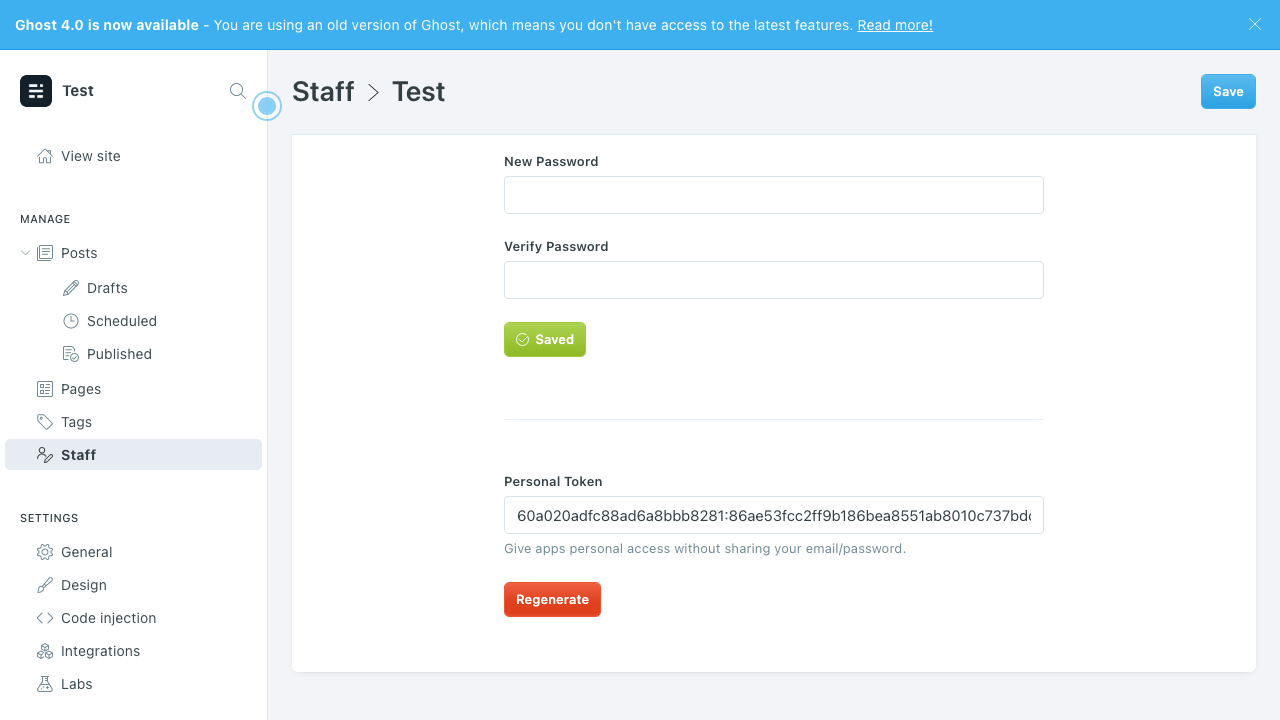 Ghost 4.0 is now available - You are using an old version of Ghost, which means you don't have access to the latest features. Read more!
Test
View site
MANAGE
Posts
Drafts
Scheduled
Published
Pages
Tags
Staff
SETTINGS
General
Design
Code injection
Integrations
Labs
Staff > Test
Save
New Password
Verify Password
Saved
Personal Token
60a020adfc88ad6a8bbb8281:86ae53fcc2ff9b186bea8551ab8010c737bd
Give apps personal access without sharing your email/password.
Regenerate